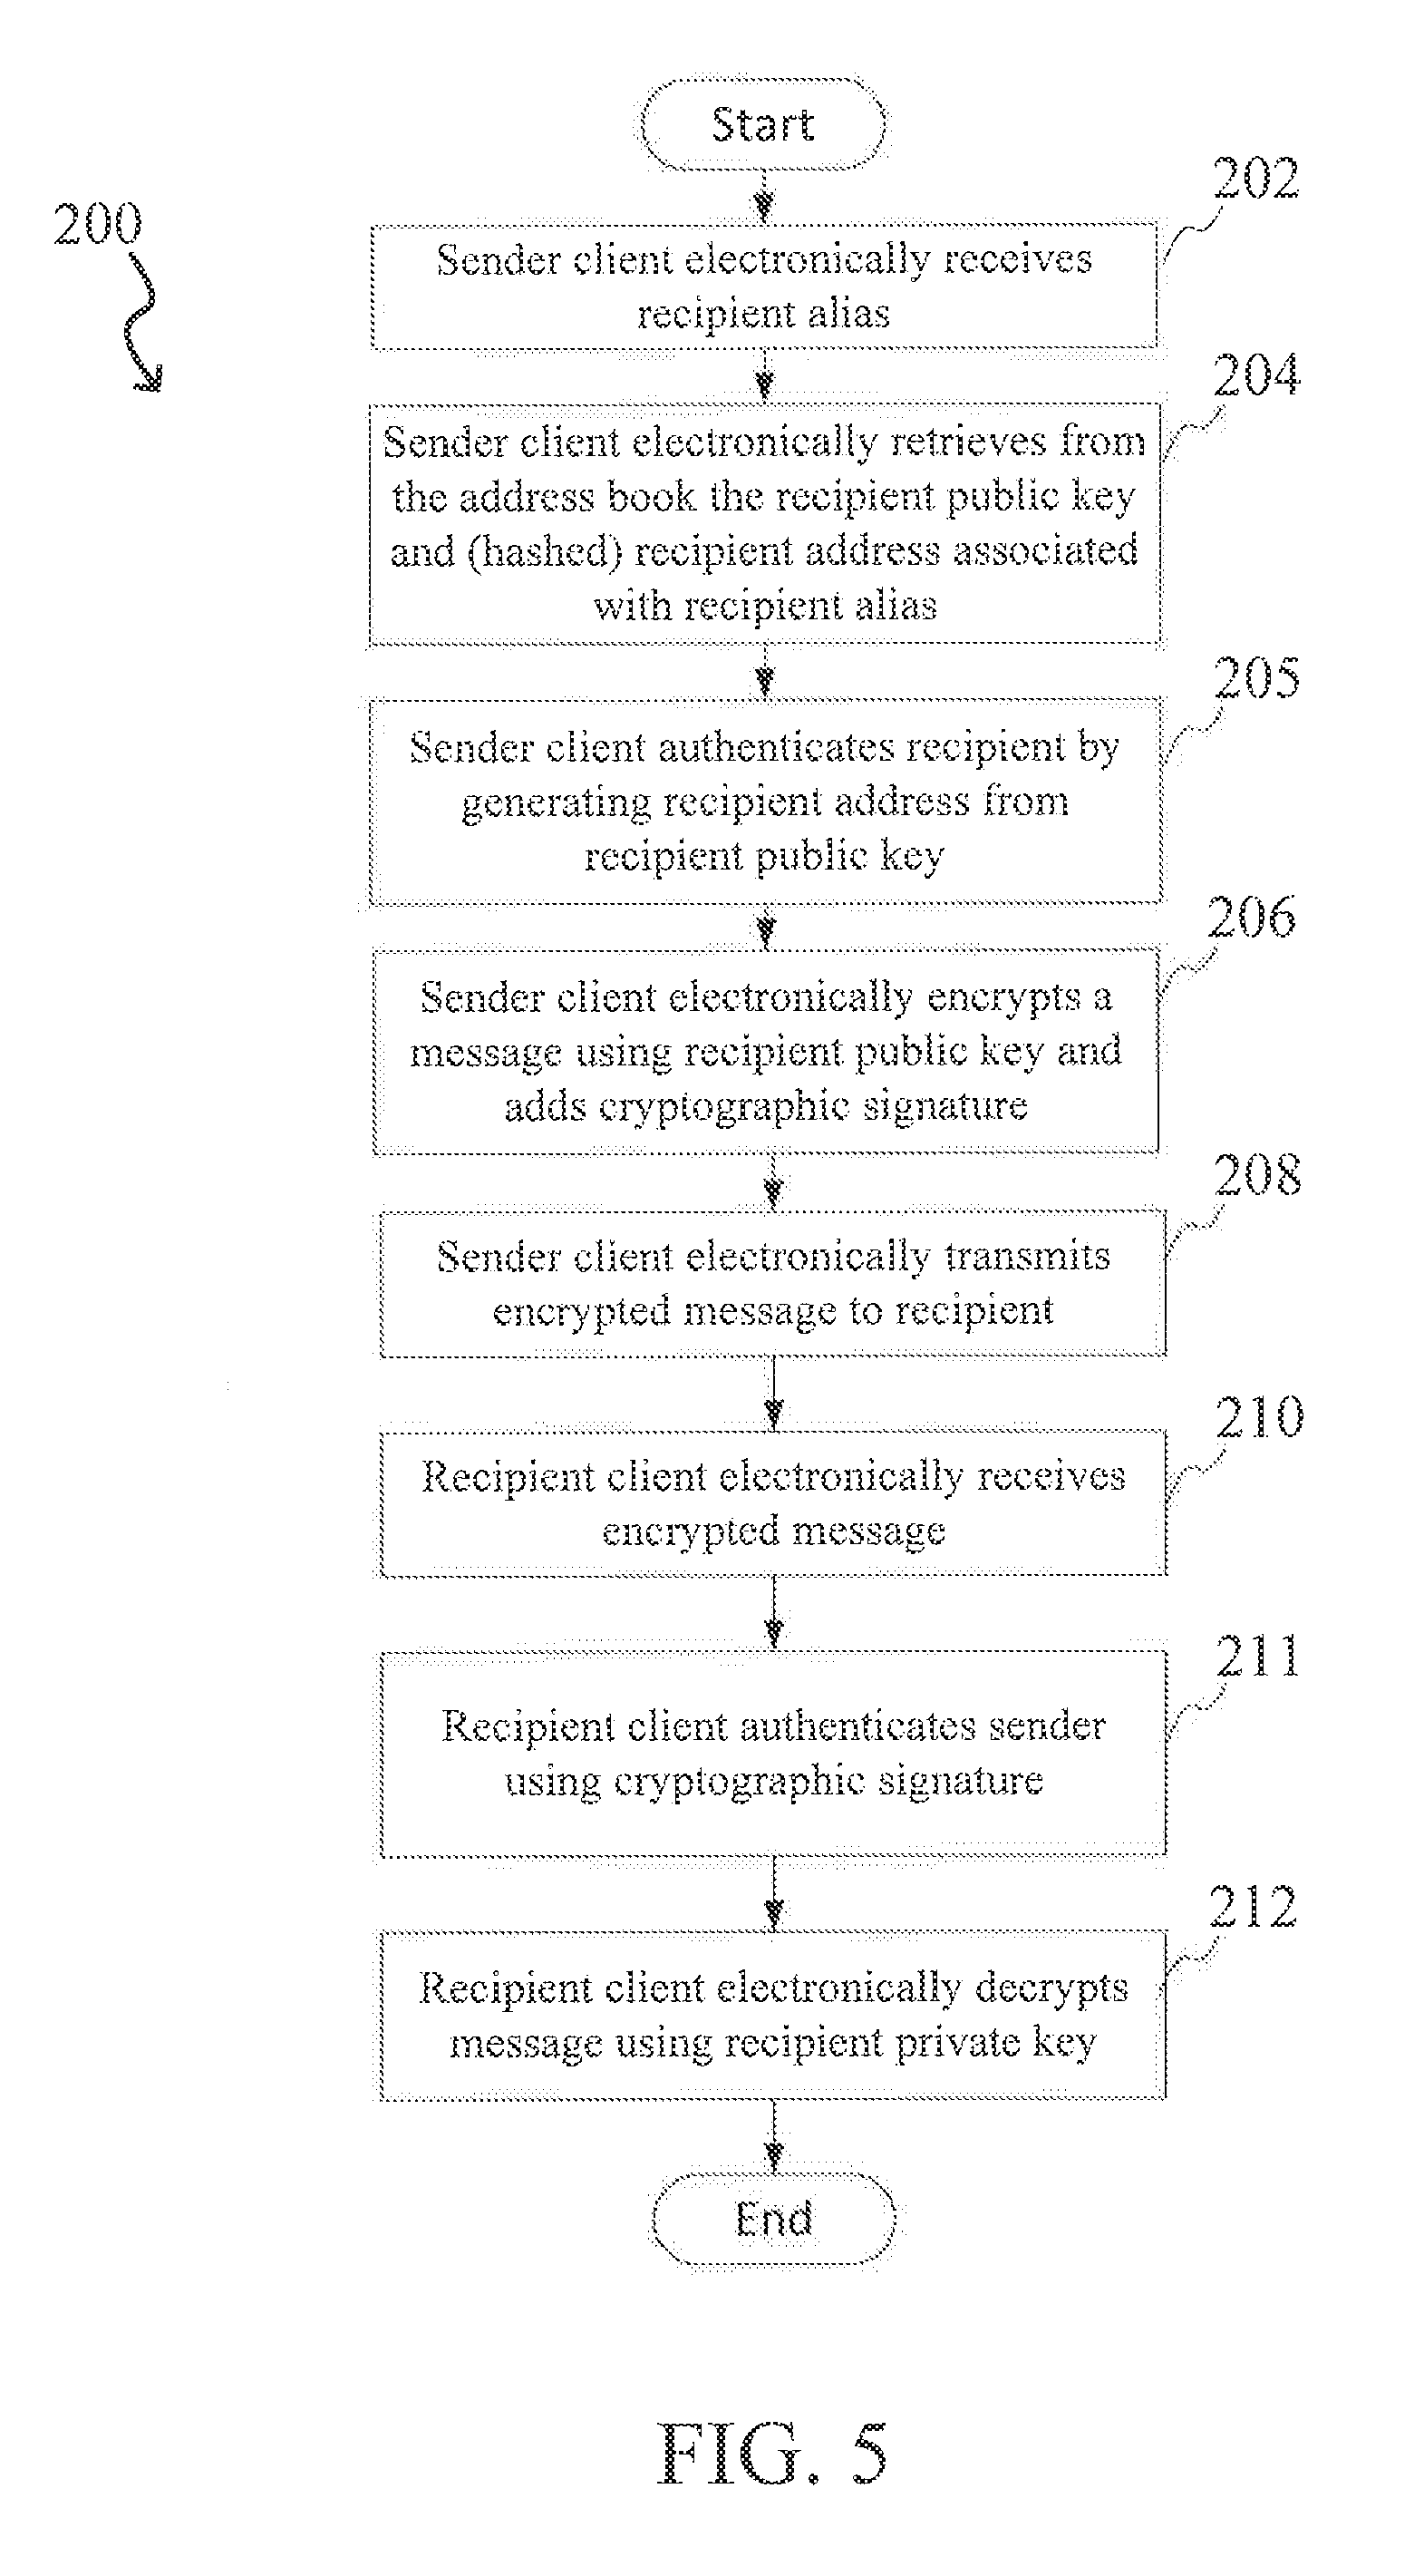 Start
202
200
Sender client electronically receives
recipient alias
204
Sender client electronically retrieves from
the address book the recipient public key
and (hashed) recipient address associated
with recipient alias
205
Sender client authenticates recipient by
generating recipient address from
recipient public key
206
Sender client electronically encrypts a
message using recipient public key and
adds cryptographic signature
208
Sender client electronically transmits
encrypted message to recipient
210
Recipient client electronically receives
encrypted message
211
Recipient client authenticates sender
using cryptographic signature
212
Recipient client electronically decrypts
message using recipient private key
End
FIG. 5